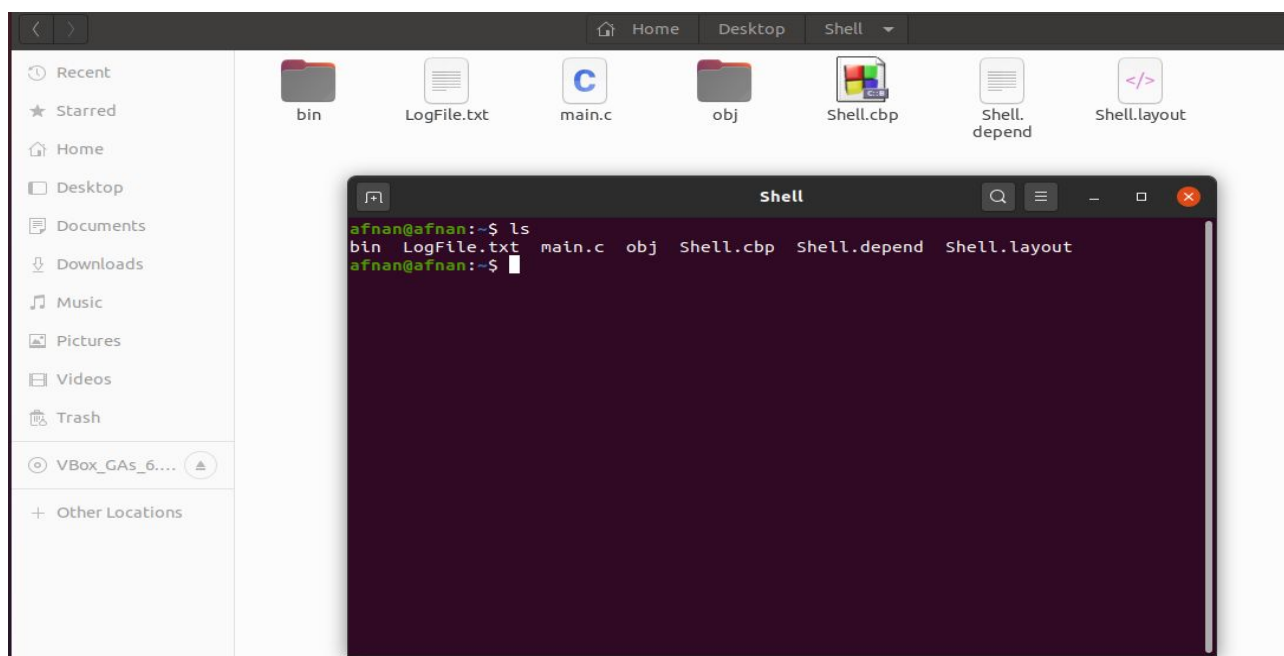 Home Desktop Shell
Recent
Starred
Home
Desktop
Documents
Downloads
Music
Pictures
Videos
Trash
VBox_GAs_6....
+ Other Locations
bin
LogFile.txt
C
main.c
obj
Shell.cbp
Shell.
depend
</>
Shell.layout
Shell
afnan@afnan:~$ ls
bin LogFile.txt main.c obj Shell.cbp Shell.depend Shell.layout
afnan@afnan:~$